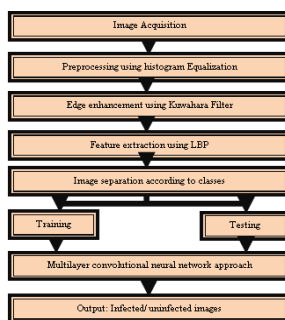 Image Acquisition
Preprocessing using histogram Equalization
Edge enhancement using Kuwahara Filter
Feature extraction using LBP
Image separation according to classes
Training
Testing
Multilayer convolutional neural network approach
Output: Infected/ uninfected images